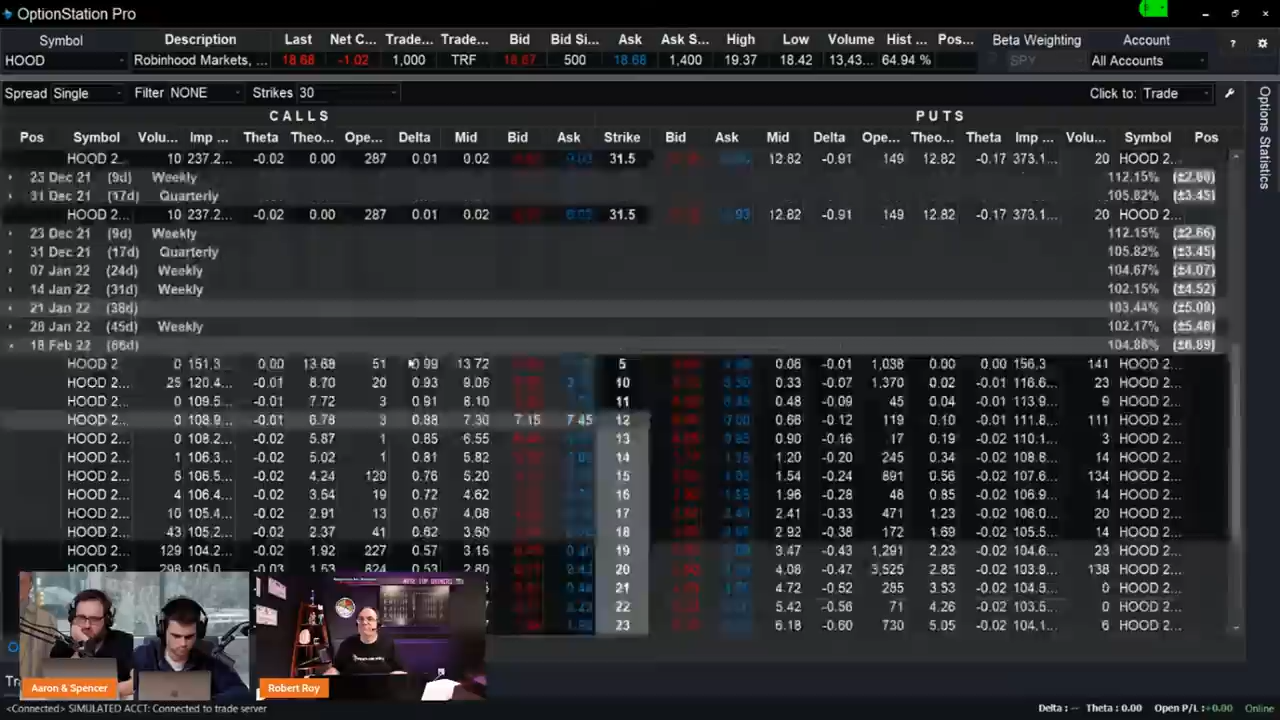 OptionStation Pro
Symbol Description Last Net C... Trade... Trade... Bid Bid Si... Ask Ask S... High Low Volume Hist ... Pos... Beta Weighting Account
HOOD Robinhood Markets, ... 18.68 -1.02 1,000 TRF 18.67 500 18.68 1,400 19.37 18.42 13,43... 64.94 % SPY All Accounts
Spread Single Filter NONE Strikes 30 Click to: Trade
CALLS PUTS
Pos Symbol Volu... Imp ... Theta Theo... Ope... Delta Mid Bid Ask Strike Bid Ask Mid Delta Ope... Theo... Theta Imp ... Volu... Symbol Pos
HOOD 2... 10 237.2... -0.02 0.00 287 0.01 0.02 31.5 12.82 -0.91 149 12.82 -0.17 373.1... 20 HOOD 2...
23 Dec 21 (9d) Weekly 112.15%
31 Dec 21 (17d) Quarterly 105.82% (±3.45)
HOOD 2... 10 237.2... -0.02 0.00 287 0.01 0.02 31.5 12.82 -0.91 149 12.82 -0.17 373.1... 20 HOOD 2...
23 Dec 21 (9d) Weekly 112.15% (±2.66)
31 Dec 21 (17d) Quarterly 105.82% (±3.45)
07 Jan 22 (24d) Weekly 104.67% (±4.07)
14 Jan 22 (31d) Weekly 102.15% (±4.52)
21 Jan 22 (38d) 103.44%
28 Jan 22 (45d) Weekly 102.17%
18 Feb 22 (66d) 104.86%
HOOD 2 0 151.3... 0.00 13.68 51 0.99 13.72 5 0.06 -0.01 1,038 0.00 0.00 156.3 141 HOOD 2...
HOOD 2... 25 120.4... -0.01 8.70 20 0.93 9.05 10 0.33 -0.07 1,370 0.02 -0.01 116.6... 23 HOOD 2...
HOOD 2... 0 109.5... -0.01 7.72 3 0.91 8.10 11 0.48 -0.09 45 0.04 -0.01 113.9... 9 HOOD 2...
HOOD 2... 0 108.9... -0.01 6.78 3 0.88 7.30 7.15 7.45 12 0.66 -0.12 119 0.10 -0.01 111.8... 111 HOOD 2...
HOOD 2... 0 108.2... -0.02 5.87 1 0.85 6.55 13 0.90 -0.16 17 0.19 -0.01 110.1... 3 HOOD 2...
HOOD 2... 1 106.3... -0.02 5.02 1 0.81 5.82 14 1.20 -0.20 245 0.34 -0.02 108.6... 14 HOOD 2...
HOOD 2... 5 106.5... -0.02 4.24 120 0.76 5.20 15 1.54 -0.24 891 0.56 -0.02 107.6... 134 HOOD 2...
HOOD 2... 4 106.4... -0.02 3.54 19 0.72 4.62 16 1.96 -0.28 48 0.85 -0.02 106.9... 14 HOOD 2...
HOOD 2... 10 105.4... -0.02 2.91 13 0.67 4.08 17 2.41 -0.33 471 1.23 -0.02 106.0... 20 HOOD 2...
HOOD 2... 43 105.2... -0.02 2.37 41 0.62 3.60 18 2.92 -0.38 172 1.69 -0.02 105.5... 14 HOOD 2...
HOOD 2... 129 104.2... -0.02 1.92 227 0.57 3.15 19 3.47 -0.43 1,291 2.23 -0.02 104.6... 23 HOOD 2...
HOOD 2... 298 105.0... -0.03 1.53 824 0.53 2.80 20 4.08 -0.47 3,525 2.85 -0.02 103.9... 138 HOOD 2...
21 4.72 -0.52 285 3.53 -0.02 104.5... 0 HOOD 2...
22 5.42 -0.56 71 4.26 -0.02 103.5... 0 HOOD 2...
23 6.18 -0.60 730 5.05 -0.02 104.1... 6 HOOD 2...
Options Statistics
Aaron & Spencer
Robert Roy
<Connected> SIMULATED ACCT: Connected to trade server Delta : -- Theta : 0.00 Open P/L : +0.00 Online